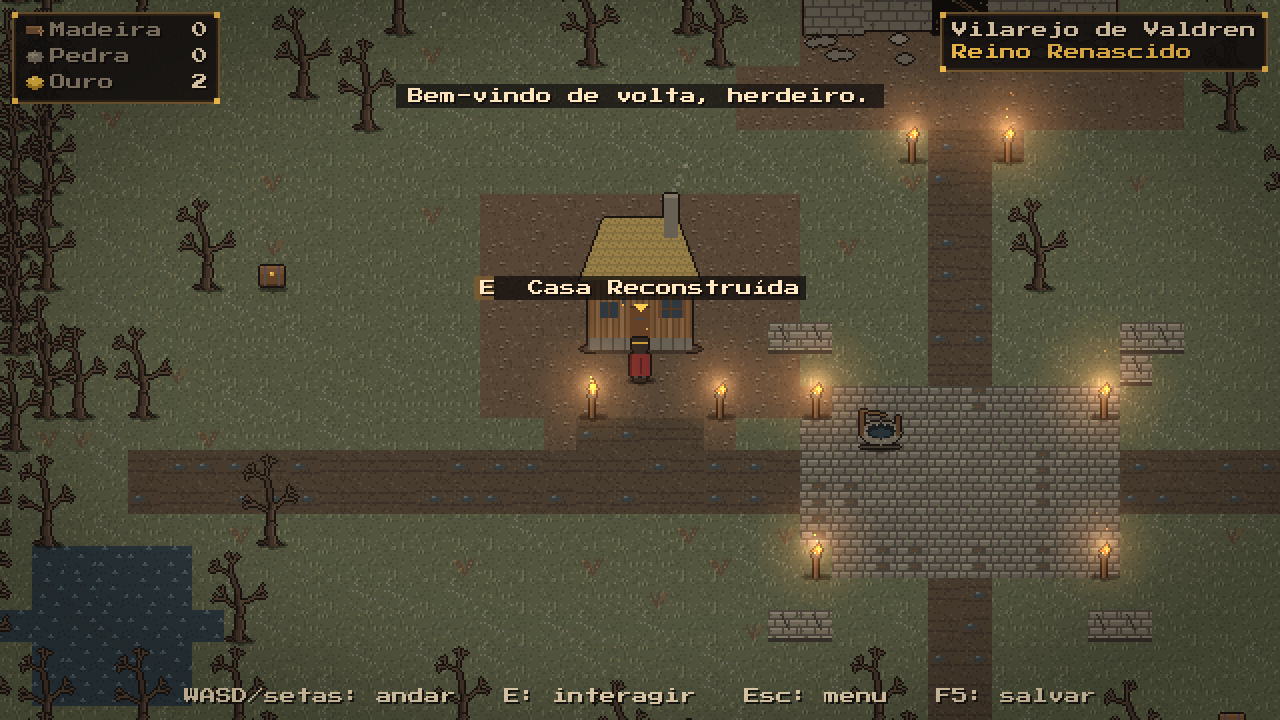 Madeira 0
Pedra 0
Ouro 2
Vilarejo de Valdren
Reino Renascido
Bem-vindo de volta, herdeiro.
E Casa Reconstruída
WASD/setas: andar E: interagir Esc: menu F5: salvar